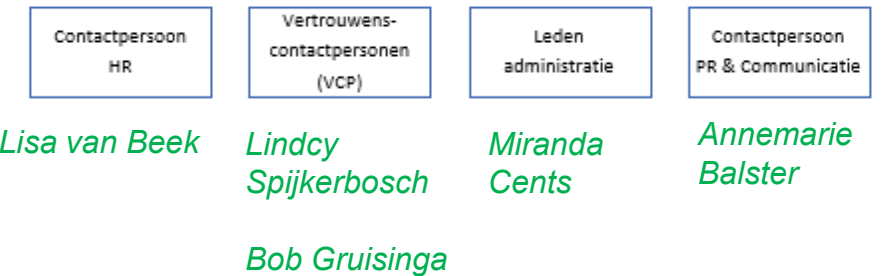 Contactpersoon
HR
Vertrouwens-
contactpersonen
(VCP)
Leden
administratie
Contactpersoon
PR & Communicatie
Lisa van Beek
Lindcy
Spijkerbosch
Bob Gruisinga
Miranda
Cents
Annemarie
Balster